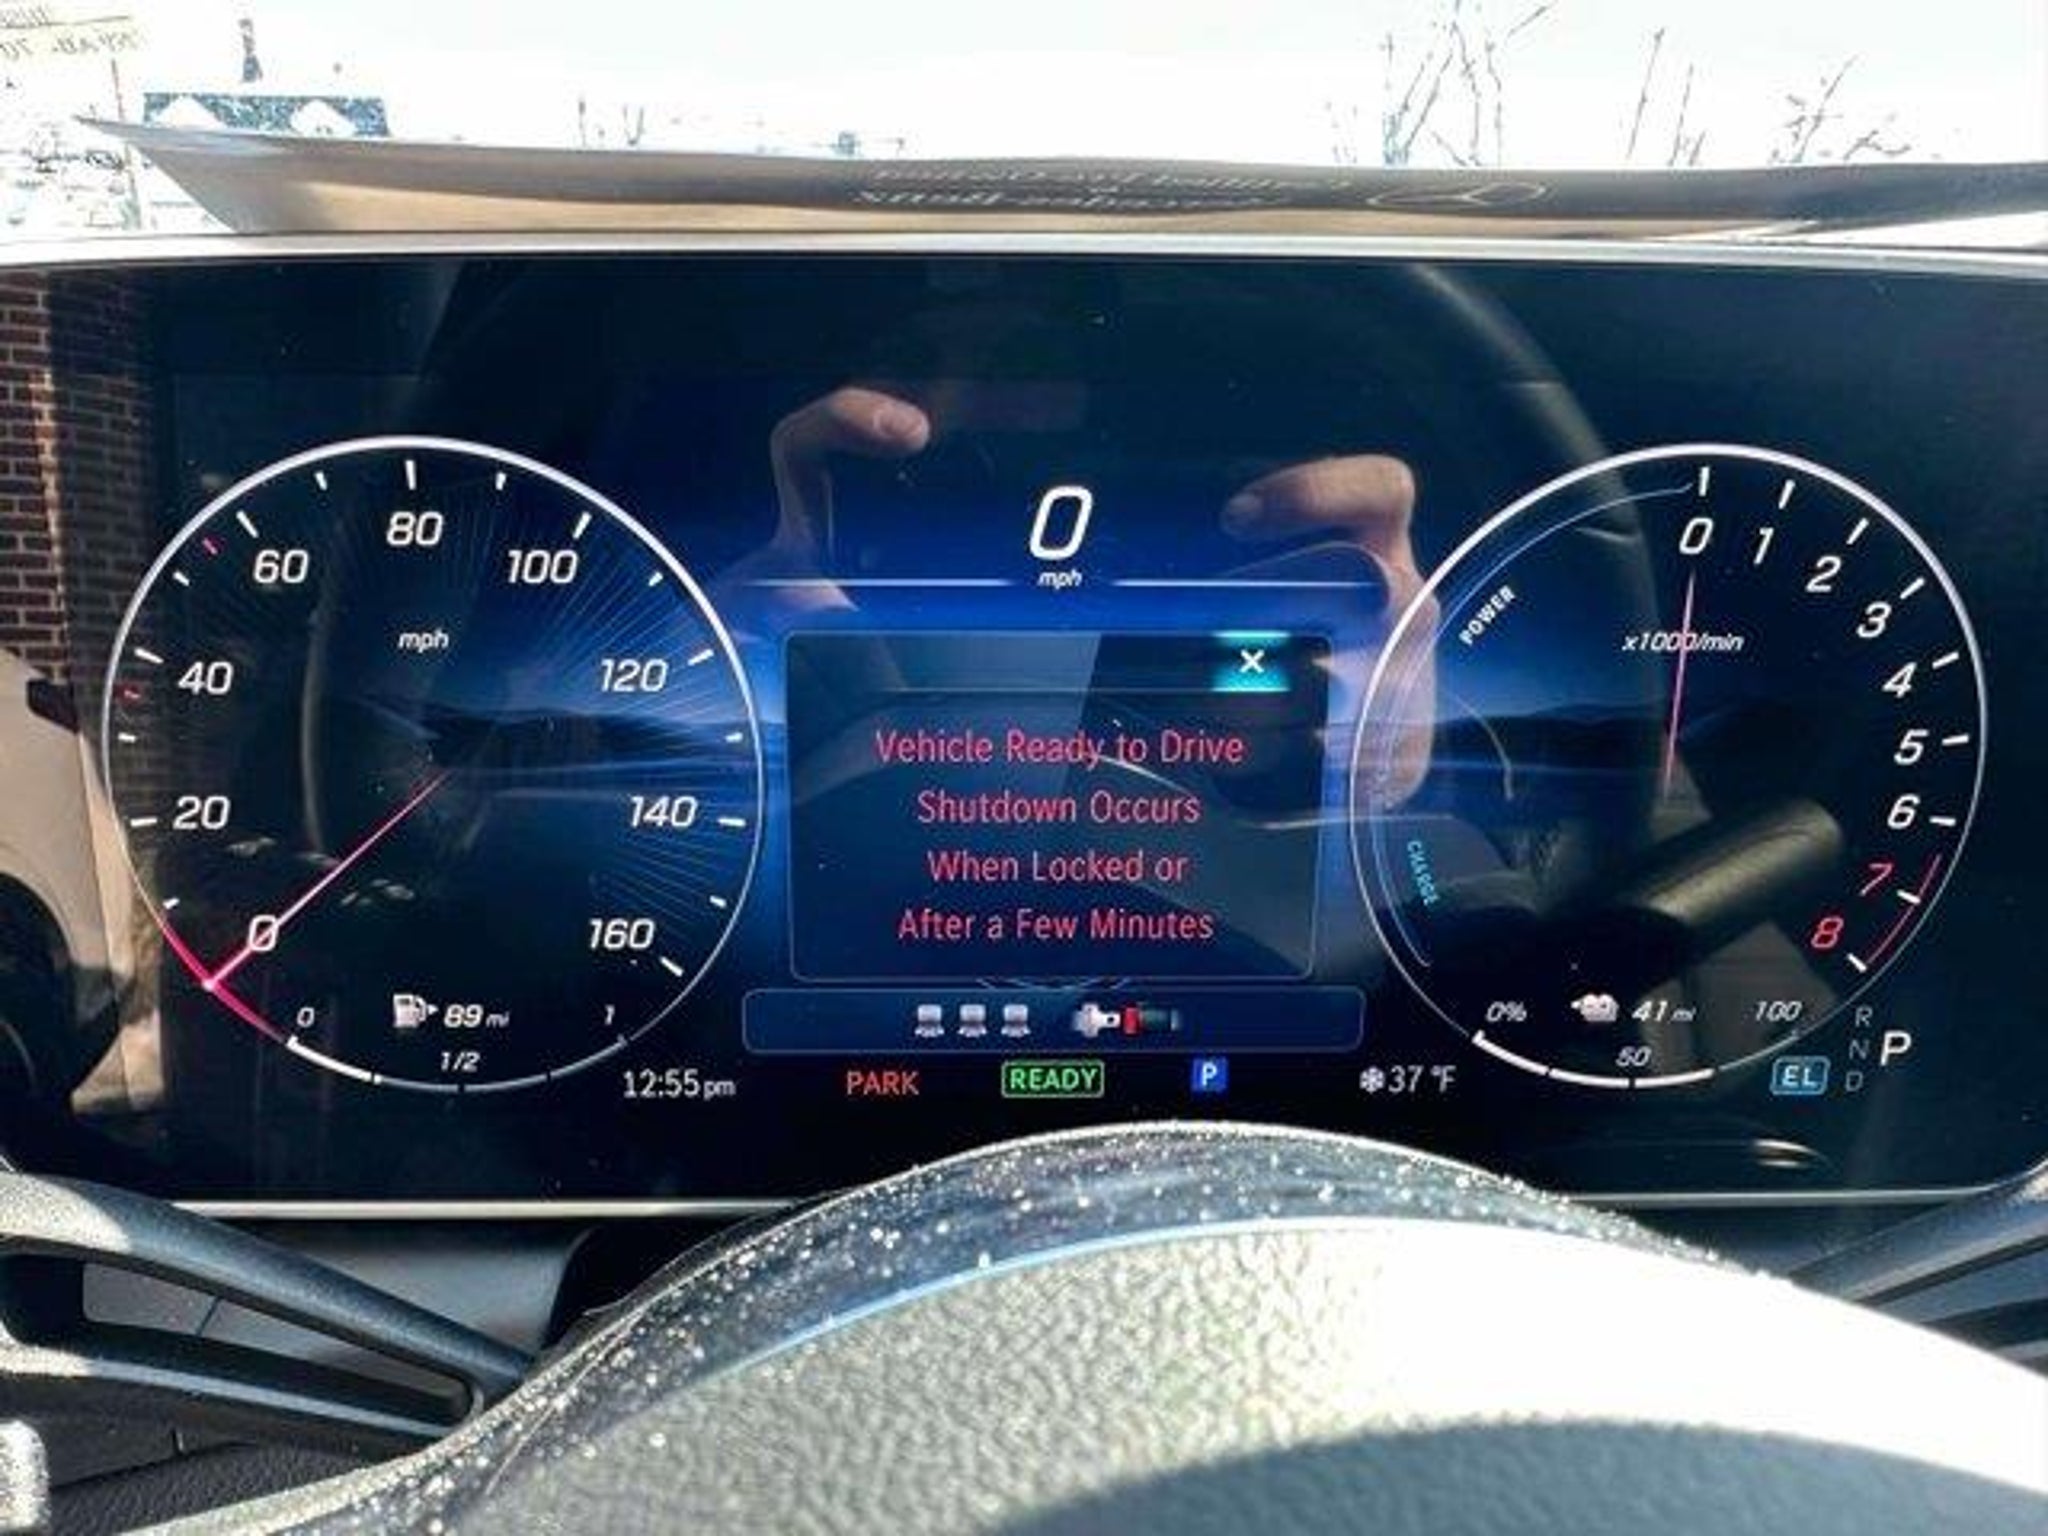 0
mph
60
80
100
40
mph
120
20
140
0
160
0
89 mi
1
1/2
×
Vehicle Ready to Drive
Shutdown Occurs
When Locked or
After a Few Minutes
0
1
2
3
4
5
6
7
8
POWER
x1000/min
CHARGE
0%
41 mi
100
50
R
N
D
P
12:55 pm
PARK
READY
P
37 °F
EL